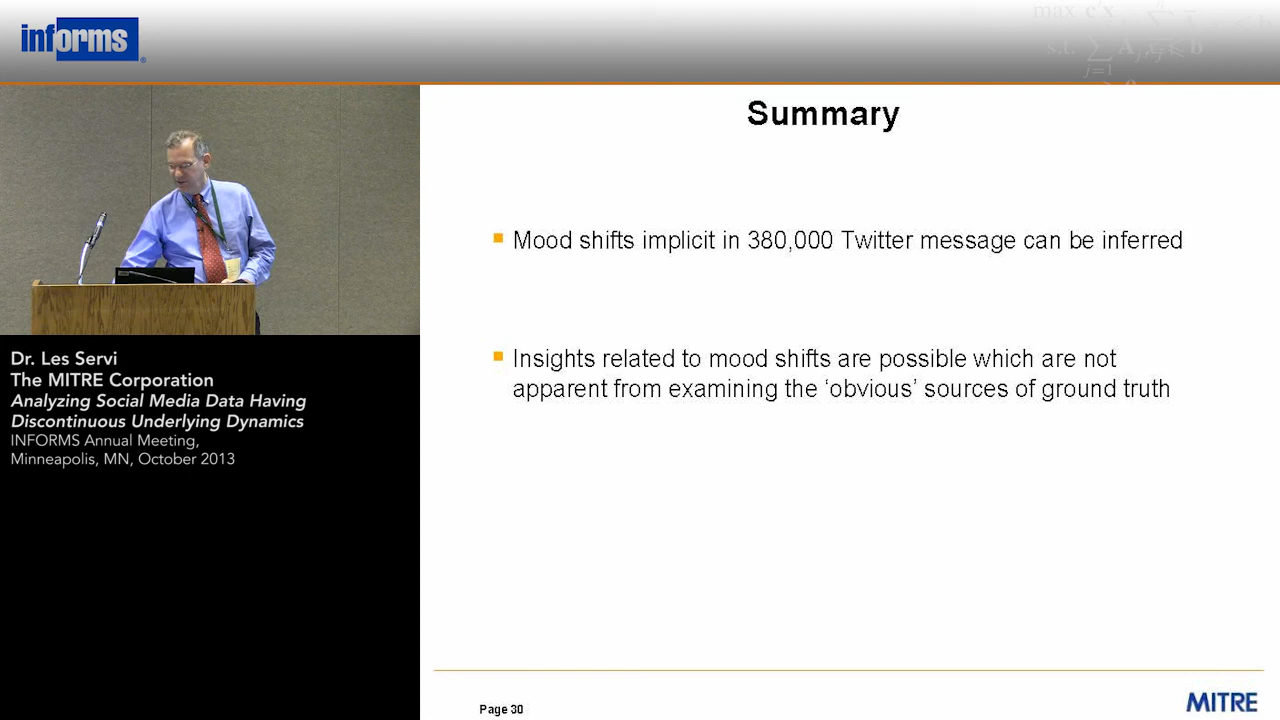 informs
max c x
s.t. Σ A b
j=1
Summary
Mood shifts implicit in 380,000 Twitter message can be inferred
Insights related to mood shifts are possible which are not
apparent from examining the ‘obvious’ sources of ground truth
Dr. Les Servi
The MITRE Corporation
Analyzing Social Media Data Having
Discontinuous Underlying Dynamics
INFORMS Annual Meeting,
Minneapolis, MN, October 2013
Page 30
MITRE